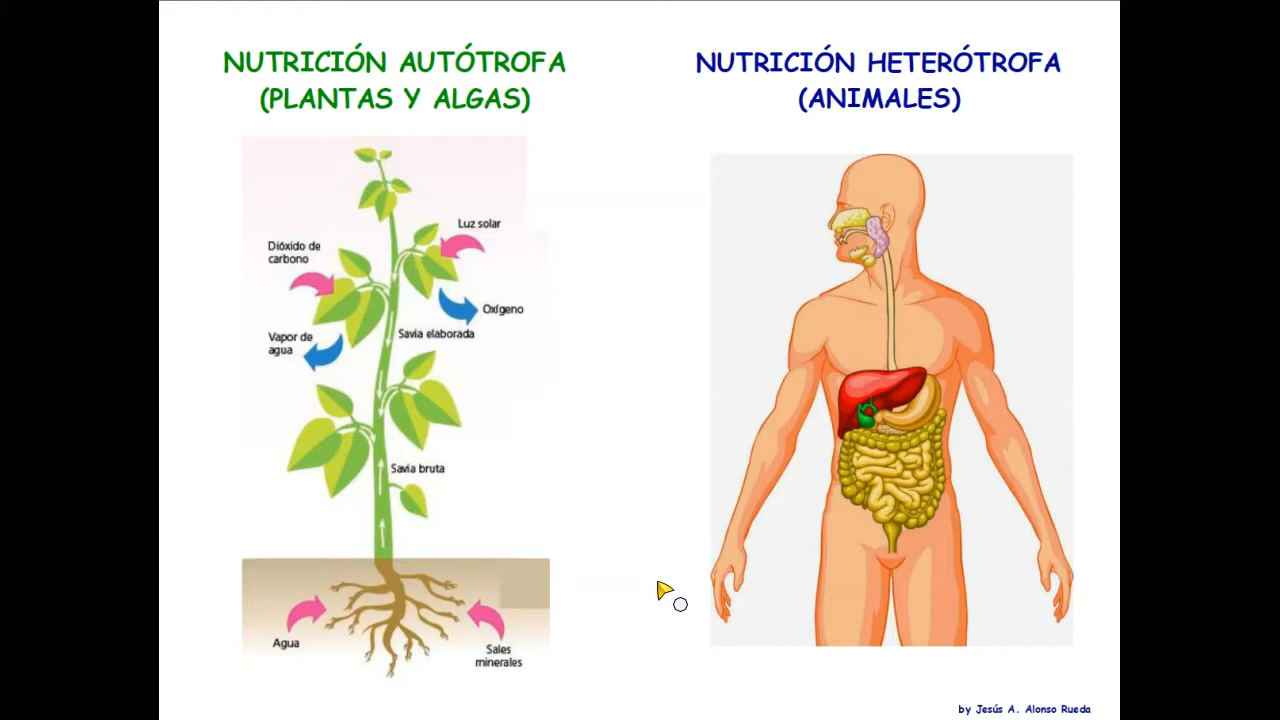 NUTRICIÓN AUTÓTROFA
(PLANTAS Y ALGAS)
Luz solar
Dióxido de
carbono
Oxígeno
Vapor de
agua
Savia elaborada
Savia bruta
Agua
Sales
minerales
NUTRICIÓN HETERÓTROFA
(ANIMALES)
by Jesús A. Alonso Rueda